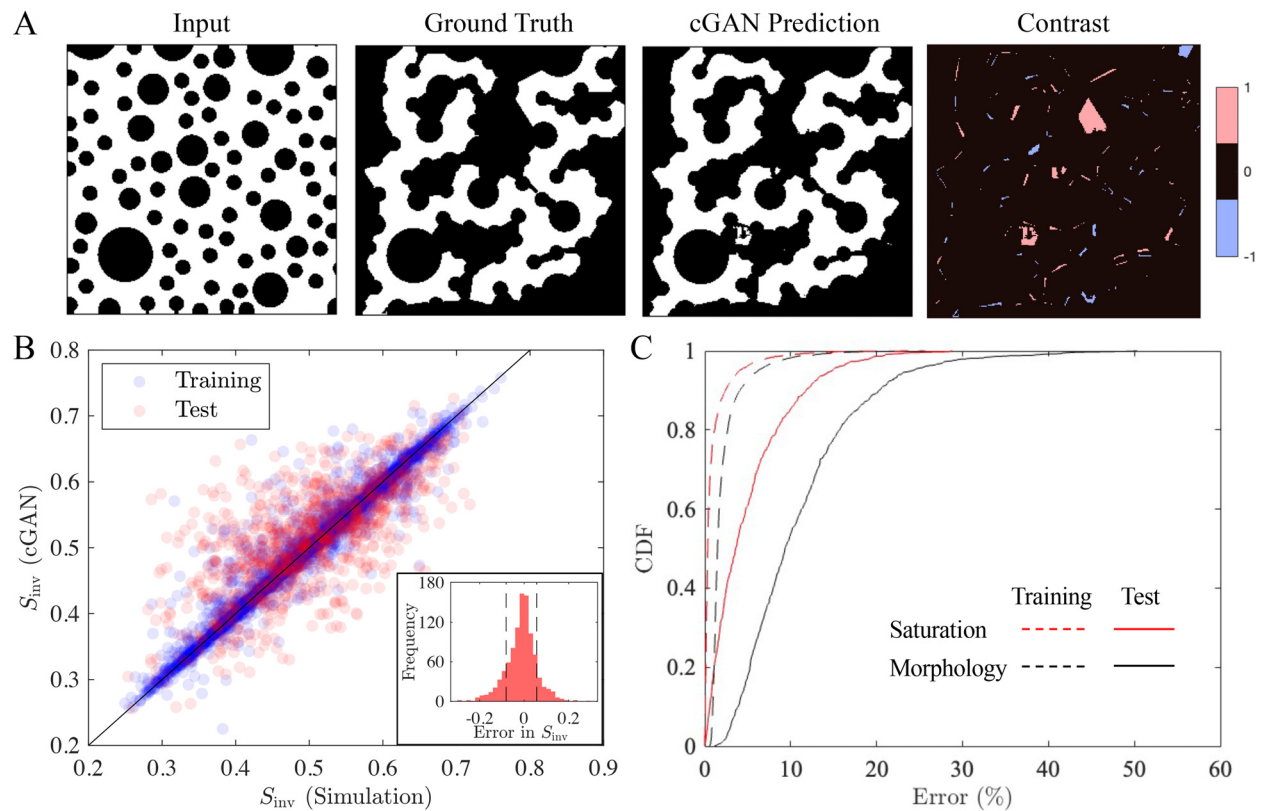 A
Input
Ground Truth
cGAN Prediction
Contrast
1
0
-1
B
0.8
0.7
0.6
0.5
0.4
0.3
0.2
S_inv (cGAN)
Training
Test
180
120
60
0
Frequency
-0.2 0 0.2
Error in S_inv
0.2 0.3 0.4 0.5 0.6 0.7 0.8 0.9
S_inv (Simulation)
C
1
0.8
0.6
0.4
0.2
0
CDF
Training Test
Saturation
Morphology
0 10 20 30 40 50 60
Error (%)